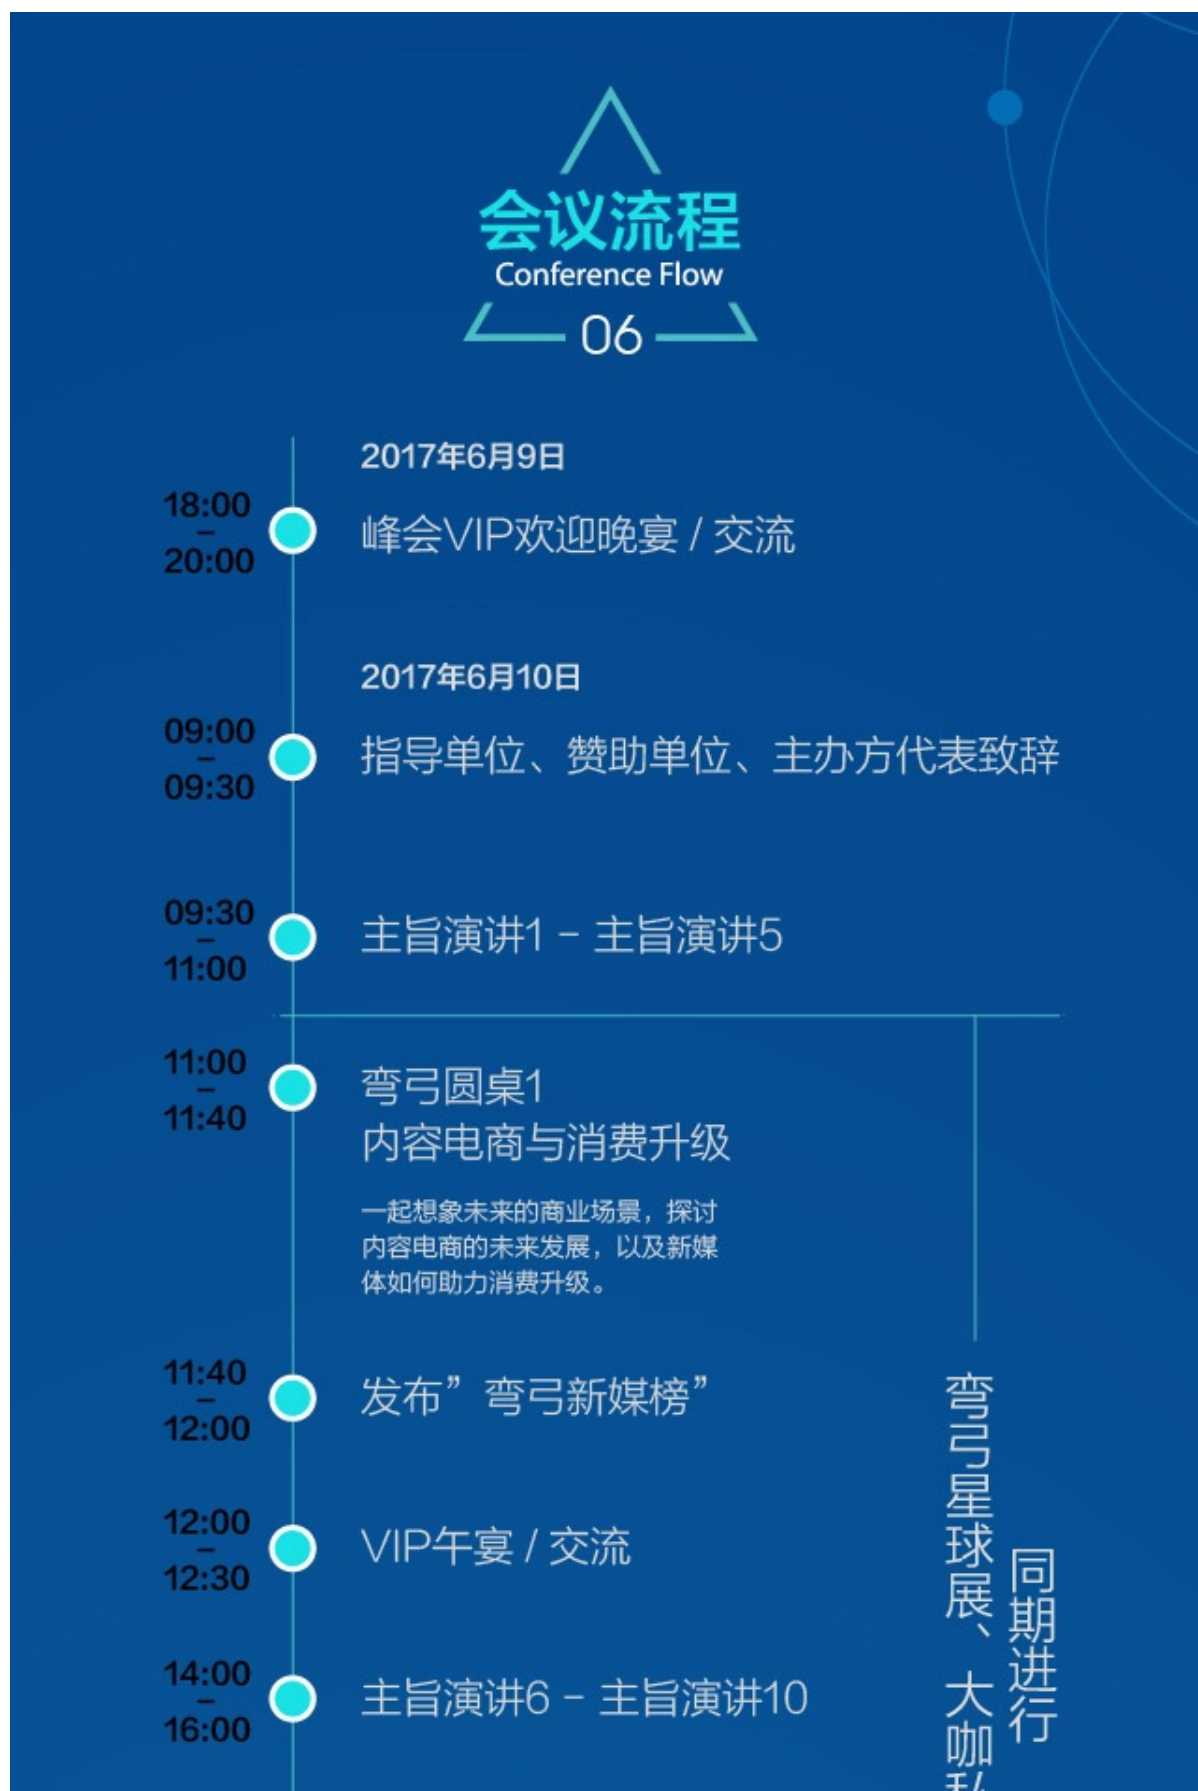 会议流程
Conference Flow
06
2017年6月9日
18:00
–
20:00
峰会VIP欢迎晚宴 / 交流
2017年6月10日
09:00
–
09:30
指导单位、赞助单位、主办方代表致辞
09:30
–
11:00
主旨演讲1 – 主旨演讲5
11:00
–
11:40
弯弓圆桌1
内容电商与消费升级
一起想象未来的商业场景，探讨
内容电商的未来发展，以及新媒
体如何助力消费升级。
11:40
–
12:00
发布”弯弓新媒榜”
12:00
–
12:30
VIP午宴 / 交流
14:00
–
16:00
主旨演讲6 – 主旨演讲10
弯弓星球展、大咖
同期进行